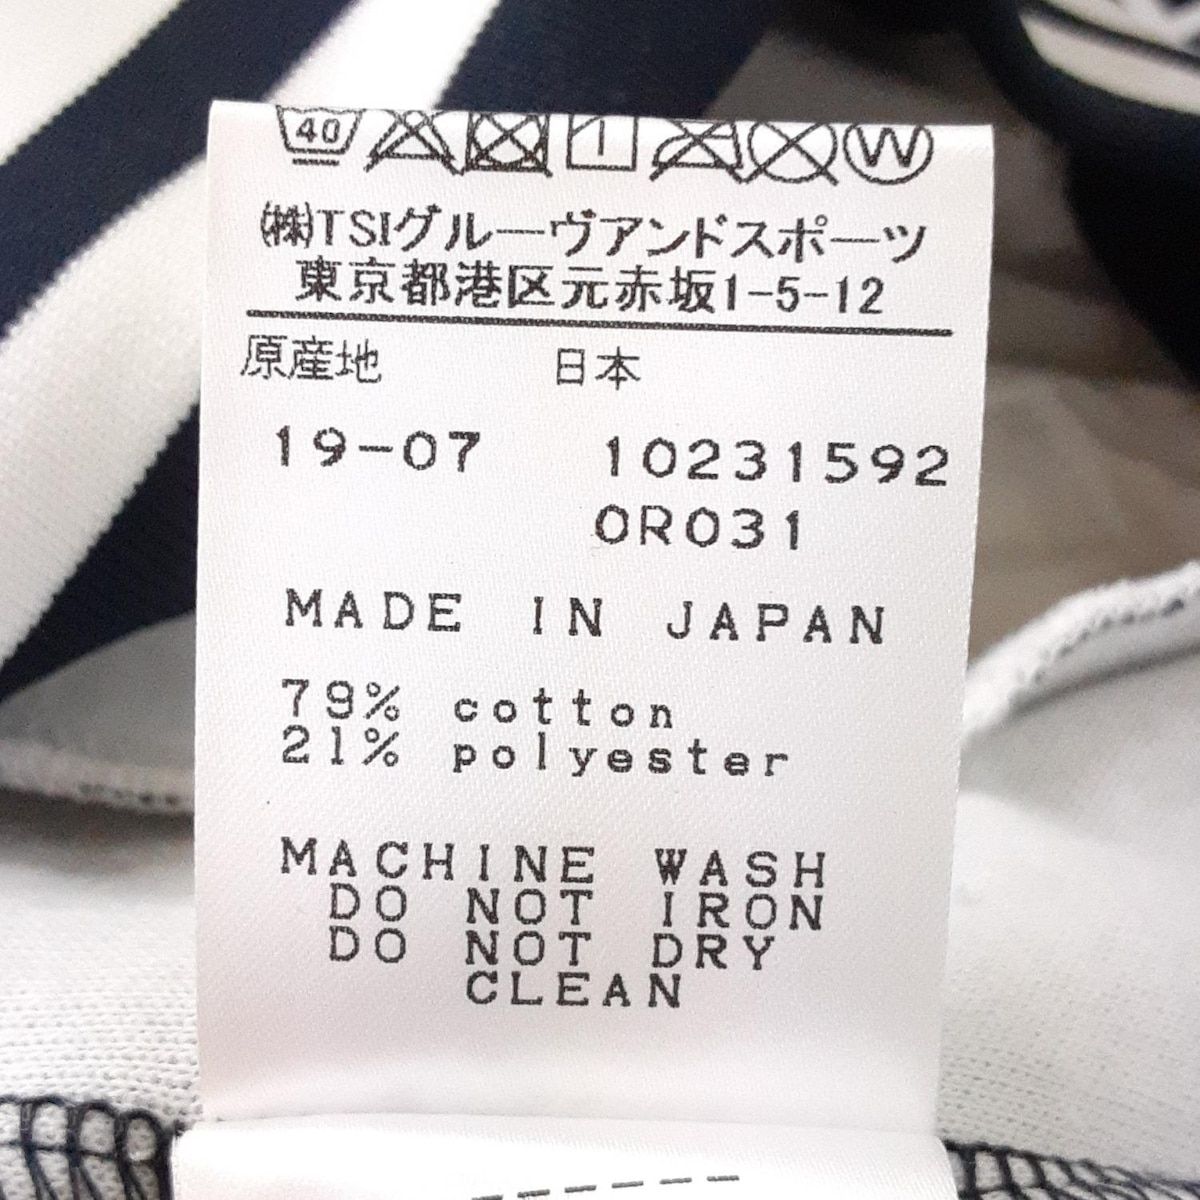 40
W
㈱TSIグルーヴアンドスポーツ
東京都港区元赤坂1-5-12
原産地 日本
19-07 10231592
0R031
MADE IN JAPAN
79% cotton
21% polyester
MACHINE WASH
DO NOT IRON
DO NOT DRY
CLEAN